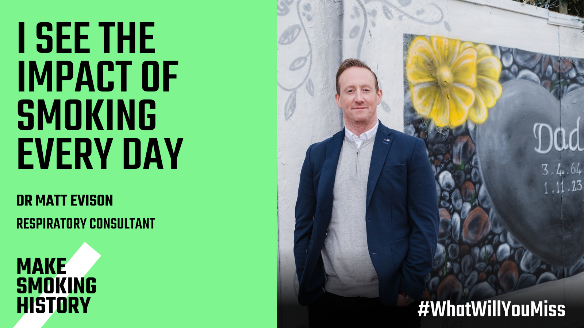 I SEE THE
IMPACT OF
SMOKING
EVERY DAY
DR MATT EVISON
RESPIRATORY CONSULTANT
MAKE
SMOKING
HISTORY
Dad
3.4.64
1.11.23
#WhatWillYouMiss